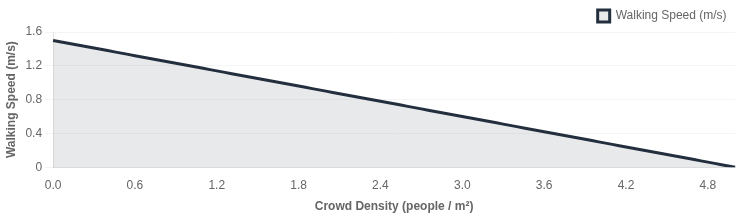 Walking Speed (m/s)
1.6
1.2
0.8
0.4
0
Walking Speed (m/s)
0.0 0.6 1.2 1.8 2.4 3.0 3.6 4.2 4.8
Crowd Density (people / m²)